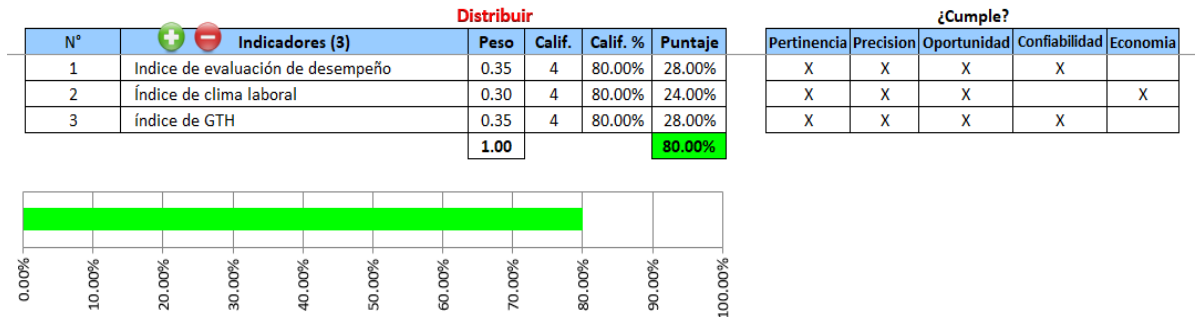 Distribuir ¿Cumple?
N° Indicadores (3) Peso Calif. Calif. % Puntaje Pertinencia Precision Oportunidad Confiabilidad Economia
1 Indice de evaluación de desempeño 0.35 4 80.00% 28.00% X X X X
2 Índice de clima laboral 0.30 4 80.00% 24.00% X X X X
3 índice de GTH 0.35 4 80.00% 28.00% X X X X
1.00 80.00%
0.00% 10.00% 20.00% 30.00% 40.00% 50.00% 60.00% 70.00% 80.00% 90.00% 100.00%